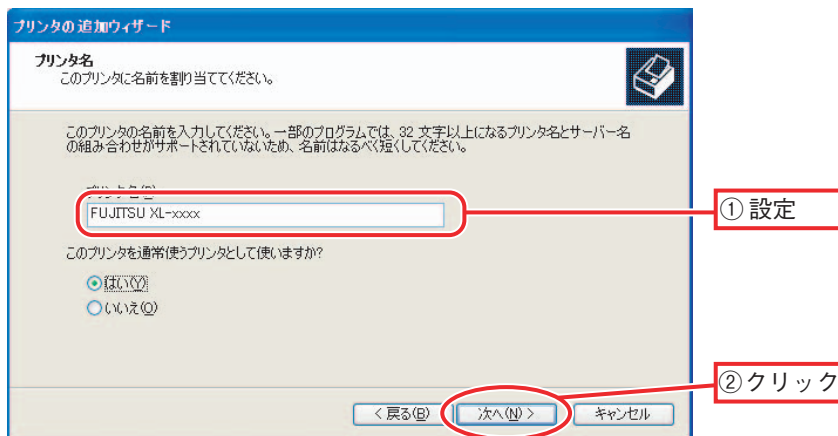 プリンタの追加ウィザード
プリンタ名
このプリンタに名前を割り当ててください。
このプリンタの名前を入力してください。一部のプログラムでは、32 文字以上になるプリンタ名とサーバー名
の組み合わせがサポートされていないため、名前はなるべく短くしてください。
プリンタ名(P)
FUJITSU XL-xxxx
① 設定
このプリンタを通常使うプリンタとして使いますか?
はい(Y)
いいえ(O)
②クリック
< 戻る(B)
次へ(N) >
キャンセル